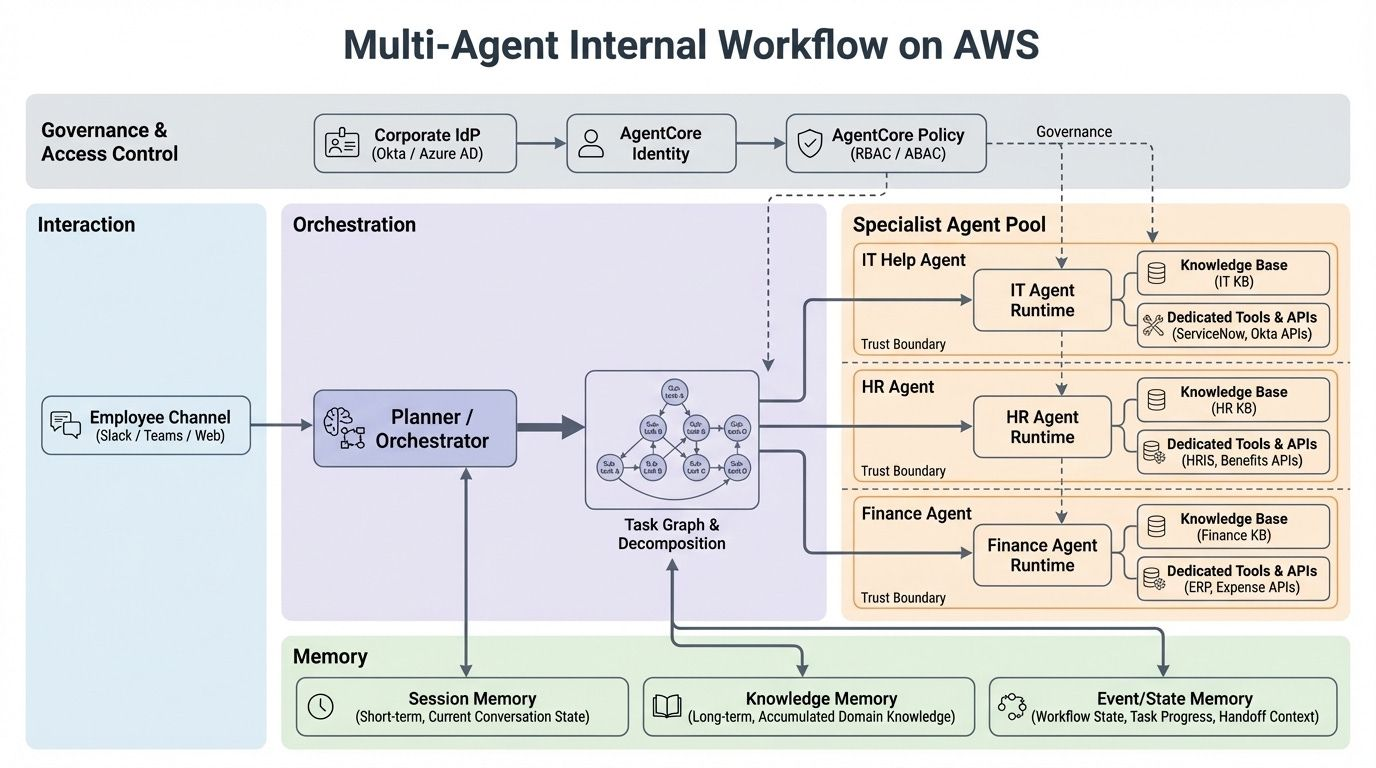 Multi-Agent Internal Workflow on AWS
Governance &
Access Control
Corporate IdP
(Okta / Azure AD)
AgentCore
Identity
AgentCore Policy
(RBAC / ABAC)
Governance
Interaction
Employee Channel
(Slack / Teams / Web)
Orchestration
Planner /
Orchestrator
Task Graph &
Decomposition
Specialist Agent Pool
IT Help Agent
IT Agent
Runtime
Knowledge Base
(IT KB)
Dedicated Tools & APIs
(ServiceNow, Okta APIs)
Trust Boundary
HR Agent
HR Agent
Runtime
Knowledge Base
(HR KB)
Dedicated Tools & APIs
(HRIS, Benefits APIs)
Trust Boundary
Finance Agent
Finance Agent
Runtime
Knowledge Base
(Finance KB)
Dedicated Tools & APIs
(ERP, Expense APIs)
Trust Boundary
Memory
Session Memory
(Short-term, Current Conversation State)
Knowledge Memory
(Long-term, Accumulated Domain Knowledge)
Event/State Memory
(Workflow State, Task Progress, Handoff Context)